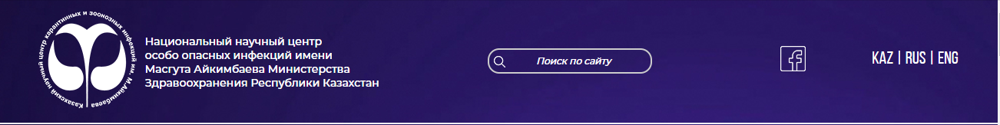 Казахский научный центр карантинных и зоонозных инфекций им. М.Айкимбаева
Национальный научный центр
особо опасных инфекций имени
Масгута Айкимбаева Министерства
Здравоохранения Республики Казахстан
Поиск по сайту
KAZ | RUS | ENG